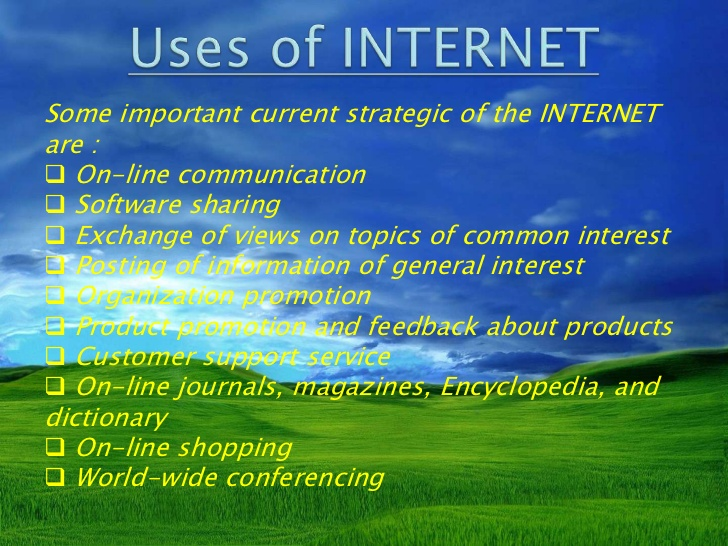 Uses of INTERNET
Some important current strategic of the INTERNET
are :
❑ On-line communication
❑ Software sharing
❑ Exchange of views on topics of common interest
❑ Posting of information of general interest
❑ Organization promotion
❑ Product promotion and feedback about products
❑ Customer support service
❑ On-line journals, magazines, Encyclopedia, and
dictionary
❑ On-line shopping
❑ World-wide conferencing